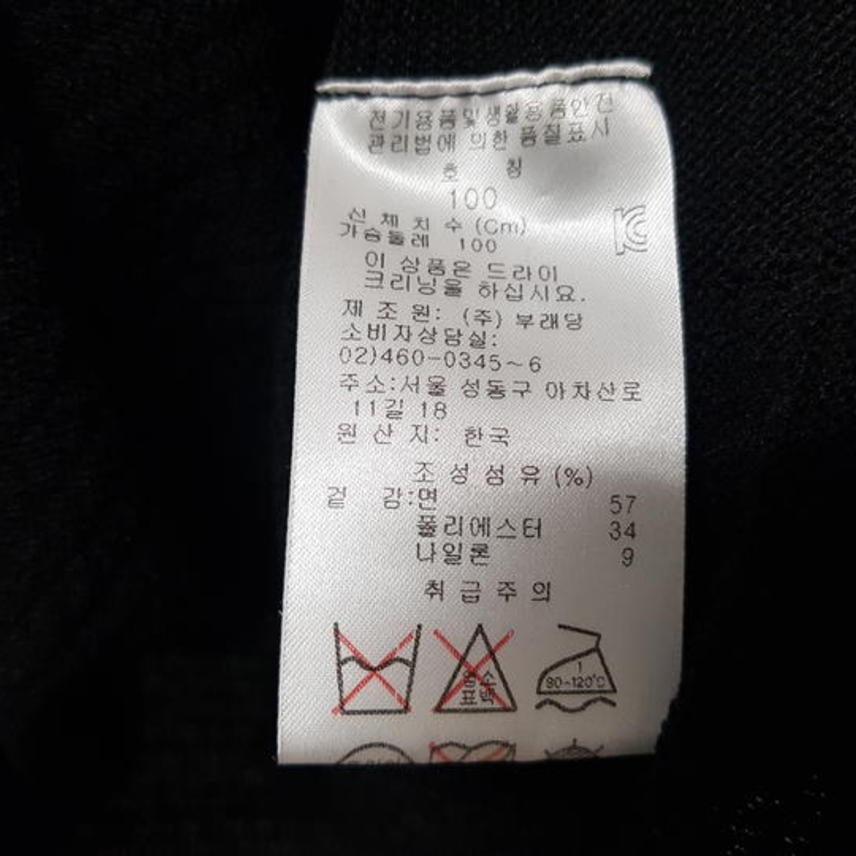 전기용품및생활용품안전
관리법에 의한 품질표시
호 칭
100
신 체 치 수 (Cm)
가슴둘레 100
이 상품은 드라이
크리닝을 하십시요.
제 조 원: (주) 부래당
소비자상담실:
02)460-0345~6
주소:서울 성동구 아차산로
11길 18
원 산 지: 한국
조 성 섬 유 (%)
겉 감:면 57
폴리에스터 34
나일론 9
취 급 주 의
염 소
표백
1
80~120℃